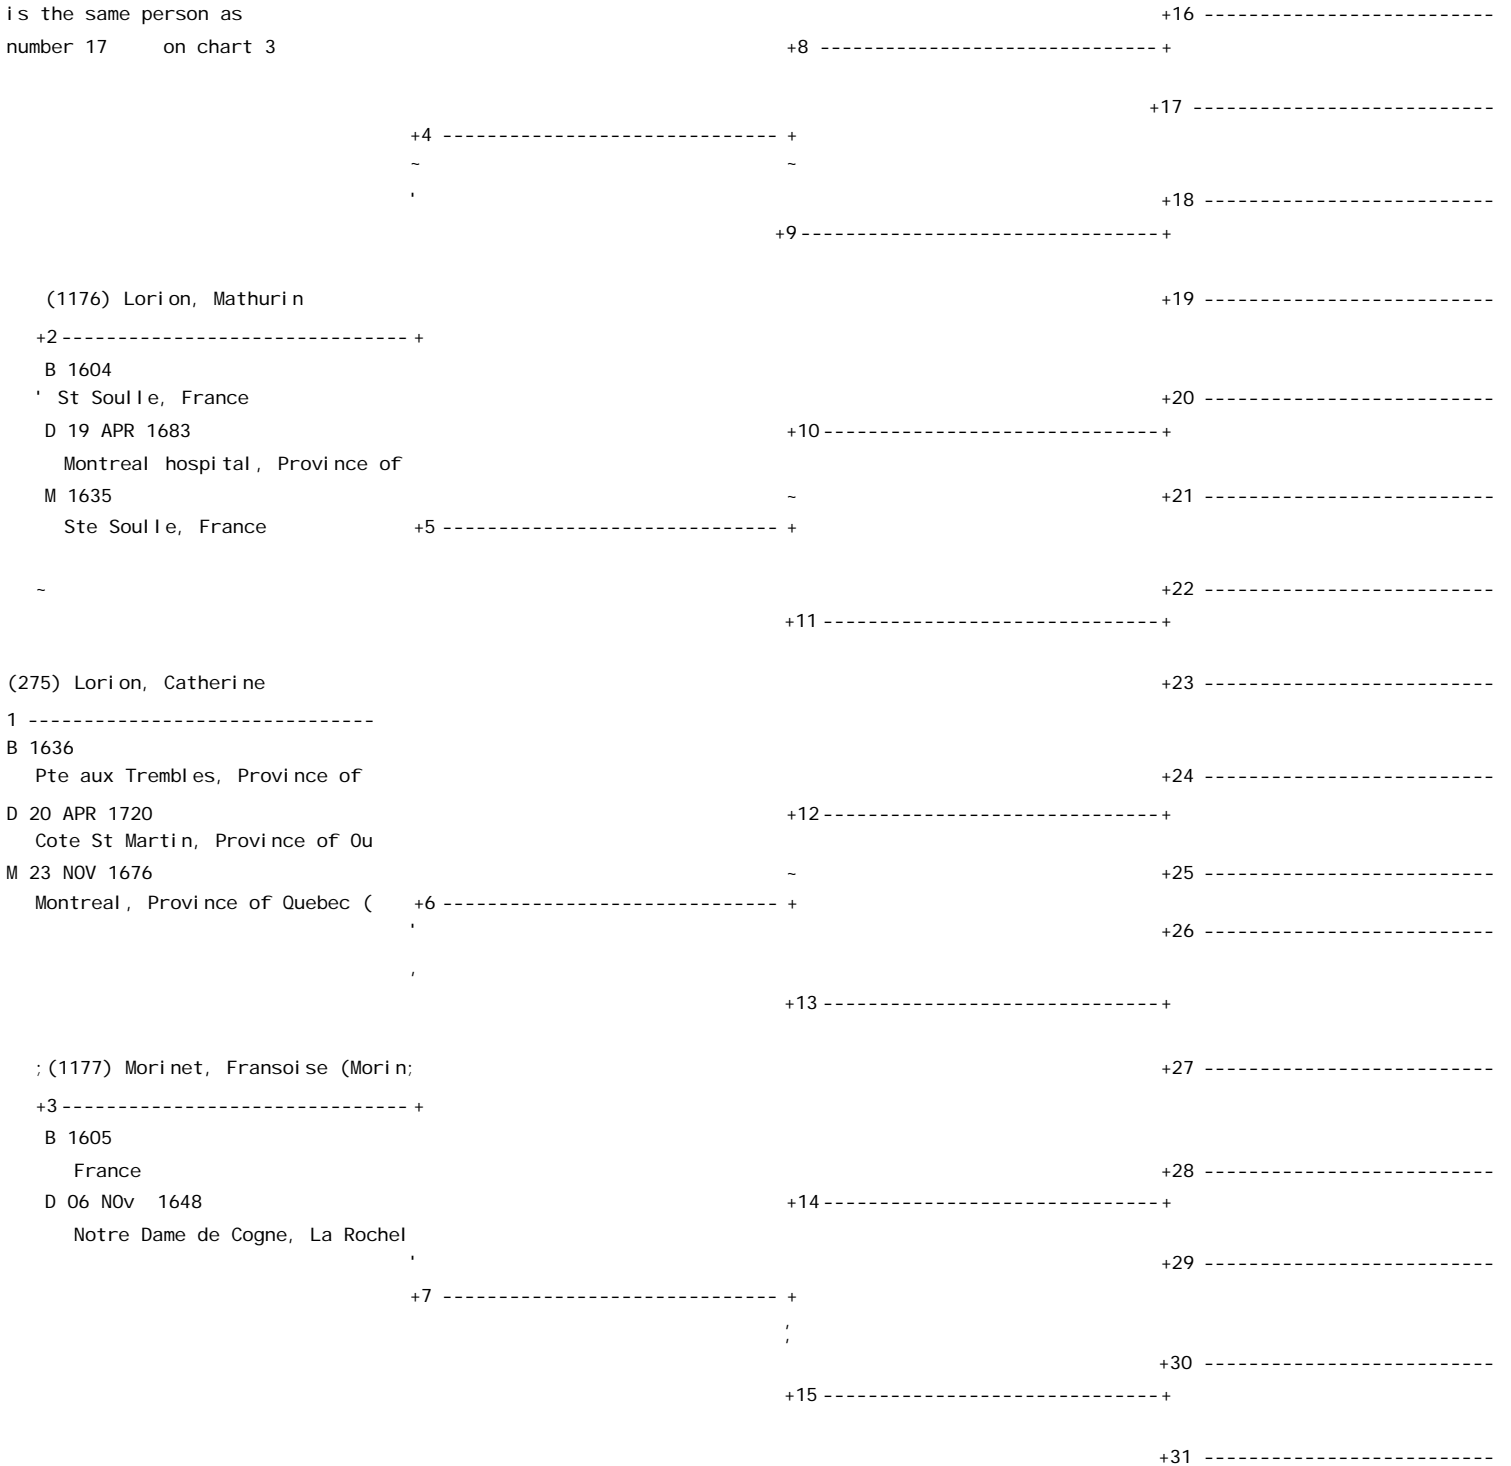 is the same person as +16 --------------------------
number 17 on chart 3 +8 ------------------------------ +
+17 ---------------------------
+4 ------------------------------ +
~ ~
' +18 --------------------------
+9 -------------------------------- +
(1176) Lorion, Mathurin +19 --------------------------
+2 ------------------------------- +
B 1604
' St Soulle, France +20 --------------------------
D 19 APR 1683 +10 ------------------------------ +
Montreal hospital, Province of
M 1635 ~ +21 --------------------------
Ste Soulle, France +5 ------------------------------ +
~ +22 --------------------------
+11 ------------------------------ +
(275) Lorion, Catherine +23 --------------------------
1 -------------------------------
B 1636
Pte aux Trembles, Province of +24 --------------------------
D 20 APR 1720 +12 ------------------------------ +
Cote St Martin, Province of Ou
M 23 NOV 1676 ~ +25 --------------------------
Montreal, Province of Quebec ( +6 ------------------------------ +
' +26 --------------------------
,
+13 ------------------------------ +
;(1177) Morinet, Fransoise (Morin; +27 --------------------------
+3 ------------------------------- +
B 1605
France +28 --------------------------
D 06 NOv 1648 +14 ------------------------------ +
Notre Dame de Cogne, La Rochel
' +29 --------------------------
+7 ------------------------------ +
,
'
+30 --------------------------
+15 ------------------------------ +
+31 --------------------------